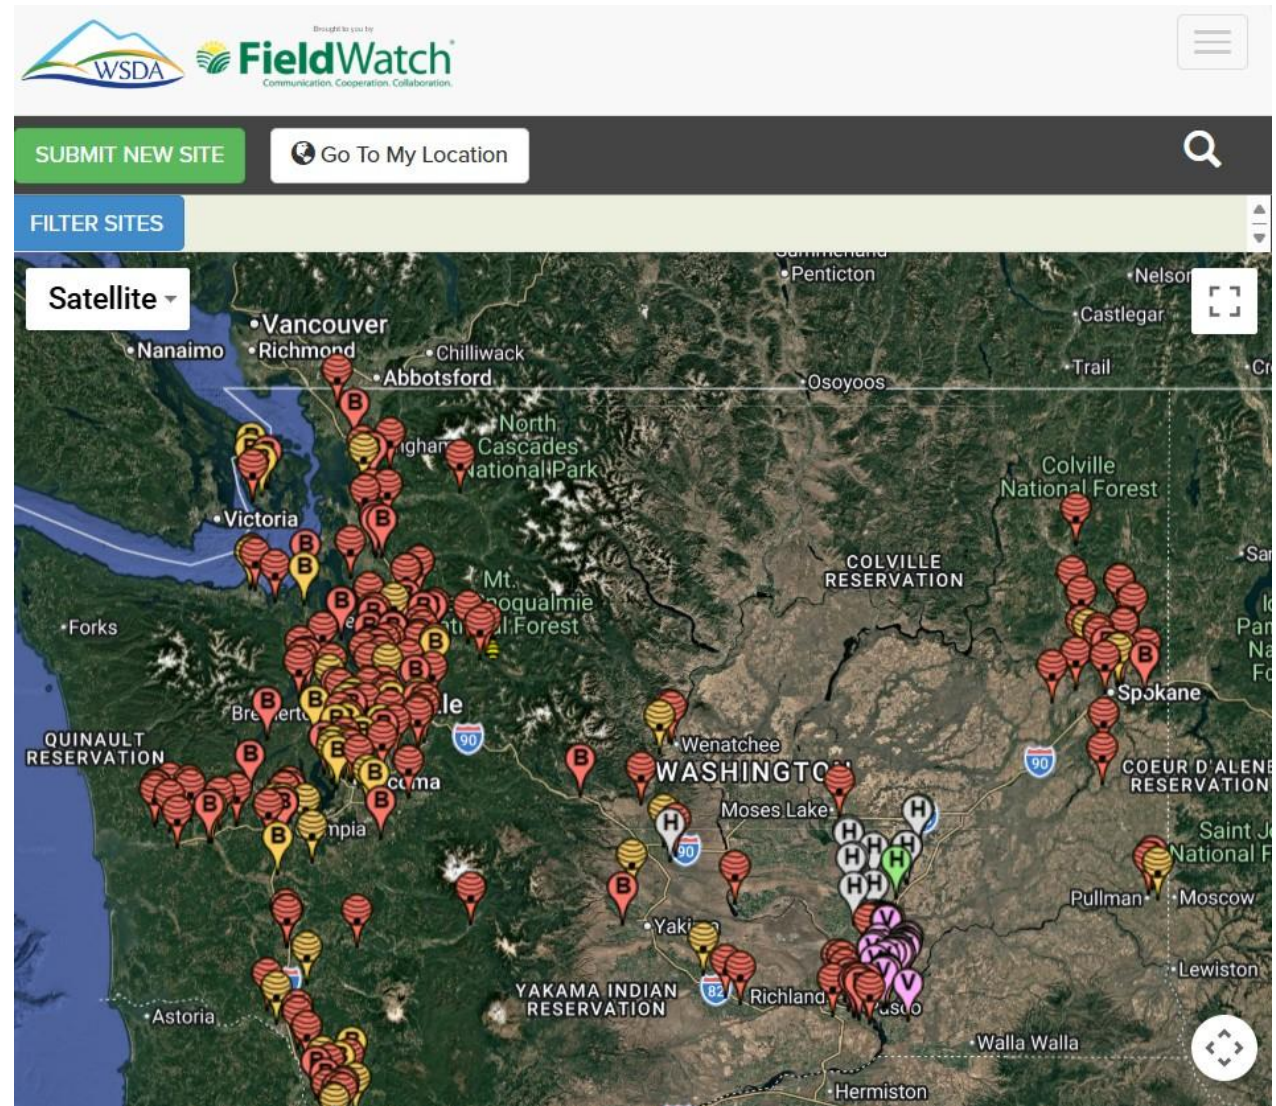 Brought to you by
WSDA
FieldWatch
Communication. Cooperation. Collaboration.
SUBMIT NEW SITE
Go To My Location
FILTER SITES
Satellite
Penticton
Nelson
Castlegar
Vancouver
Nanaimo
Richmond
Chilliwack
Trail
Abbotsford
Osoyoos
North
Cascades
National Park
Colville
National Forest
Victoria
COLVILLE
RESERVATION
Mt.
Forks
Forest
Spokane
90
QUINAULT
RESERVATION
Wenatchee
WASHINGTO
90
COEUR D'ALENE
RESERVATION
Moses Lake
Saint J
National F
90
Pullman
Moscow
Yaki
Lewiston
YAKAMA INDIAN
RESERVATION
82
Richland
Astoria
Walla Walla
Hermiston
B
H
V